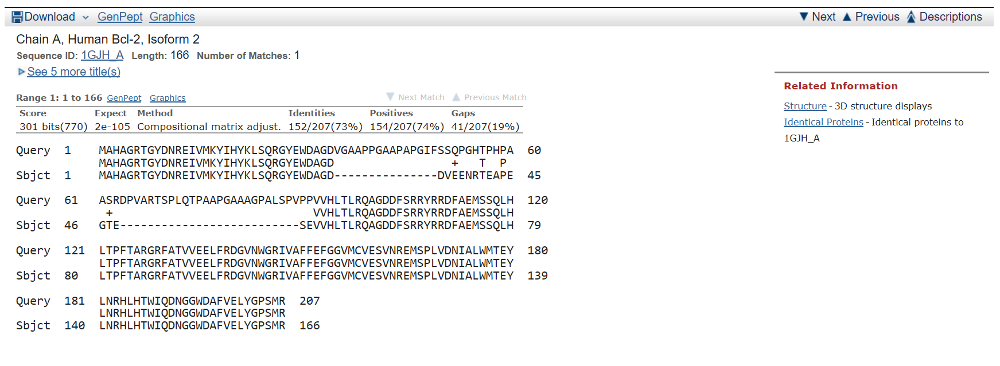 Download GenPept Graphics Next Previous Descriptions
Chain A, Human Bcl-2, Isoform 2
Sequence ID: 1GJH_A Length: 166 Number of Matches: 1
See 5 more title(s)
Related Information
Structure - 3D structure displays
Identical Proteins - Identical proteins to
1GJH_A
Range 1: 1 to 166 GenPept Graphics Next Match Previous Match
Score Expect Method Identities Positives Gaps
301 bits(770) 2e-105 Compositional matrix adjust. 152/207(73%) 154/207(74%) 41/207(19%)
Query 1 MAHAGRTGYDNREIVMKYIHYKLSQRGYEWDAGDVGAAPPGAAPAPGIFSSQPGHTPHPA 60
MAHAGRTGYDNREIVMKYIHYKLSQRGYEWDAGD + T P
Sbjct 1 MAHAGRTGYDNREIVMKYIHYKLSQRGYEWDAGD---------------DVEENRTEAPE 45
Query 61 ASRDPVARTSPLQTPAAPGAAAGPALSPVPPVVHLTLRQAGDDFSRRYRRDFAEMSSQLH 120
+ VVHLTLRQAGDDFSRRYRRDFAEMSSQLH
Sbjct 46 GTE--------------------------SEVVHLTLRQAGDDFSRRYRRDFAEMSSQLH 79
Query 121 LTPFTARGRFATVVEELFRDGVNWGRIVAFFEFGGVMCVESVNREMSPLVDNIALWMTEY 180
LTPFTARGRFATVVEELFRDGVNWGRIVAFFEFGGVMCVESVNREMSPLVDNIALWMTEY
Sbjct 80 LTPFTARGRFATVVEELFRDGVNWGRIVAFFEFGGVMCVESVNREMSPLVDNIALWMTEY 139
Query 181 LNRHLHTWIQDNGGWDAFVELYGPSMR 207
LNRHLHTWIQDNGGWDAFVELYGPSMR
Sbjct 140 LNRHLHTWIQDNGGWDAFVELYGPSMR 166